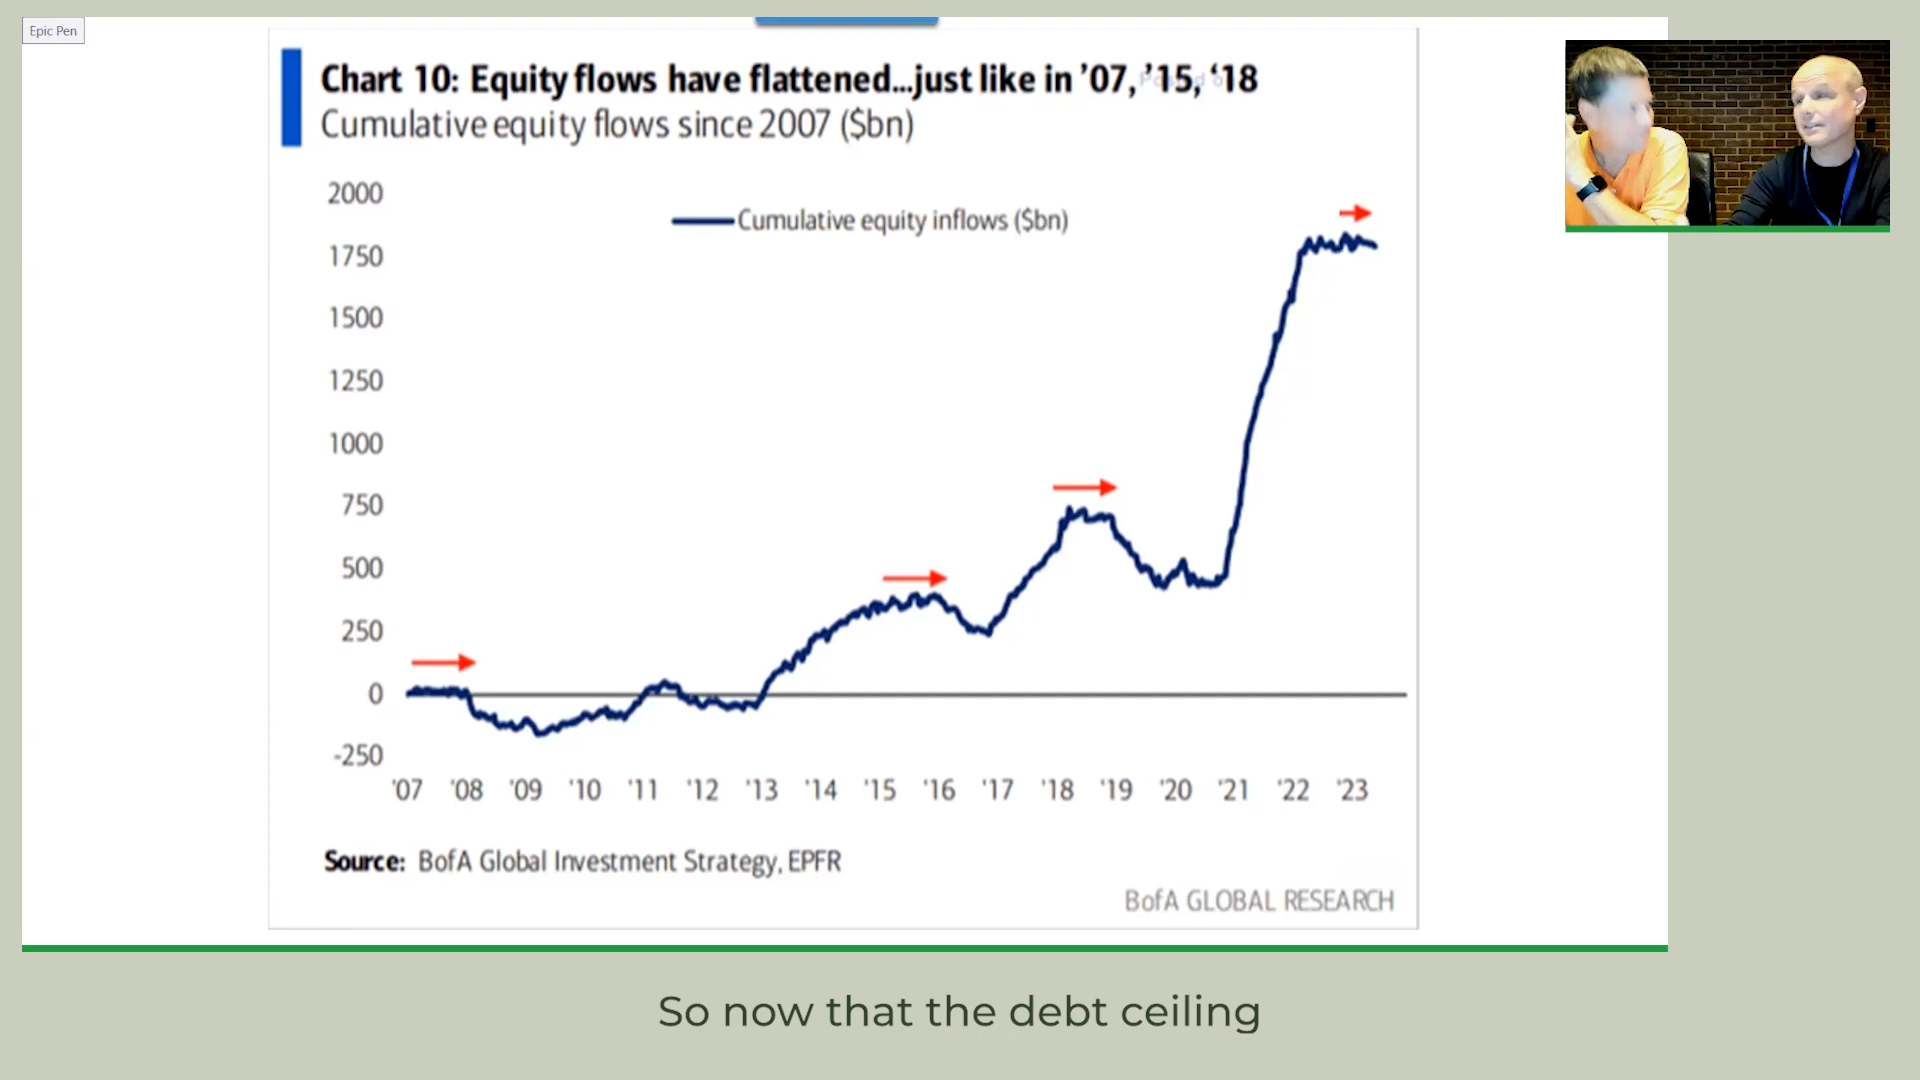 Epic Pen
Chart 10: Equity flows have flattened...just like in ’07, ’15, ‘18
Cumulative equity flows since 2007 ($bn)
2000
Cumulative equity inflows ($bn)
1750
1500
1250
1000
750
500
250
0
-250
'07 '08 '09 '10 '11 '12 '13 '14 '15 '16 '17 '18 '19 '20 '21 '22 '23
Source: BofA Global Investment Strategy, EPFR
BofA GLOBAL RESEARCH
So now that the debt ceiling